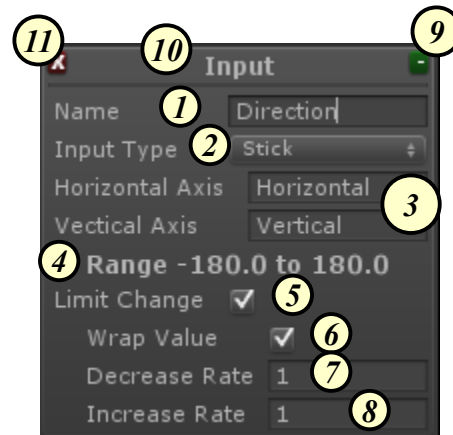 11 9
x 10 Input -
Name 1 Direction
Input Type 2 Stick
Horizontal Axis Horizontal
3
Vectical Axis Vertical
4 Range -180.0 to 180.0
Limit Change 5
Wrap Value 6
Decrease Rate 1 7
Increase Rate 1 8